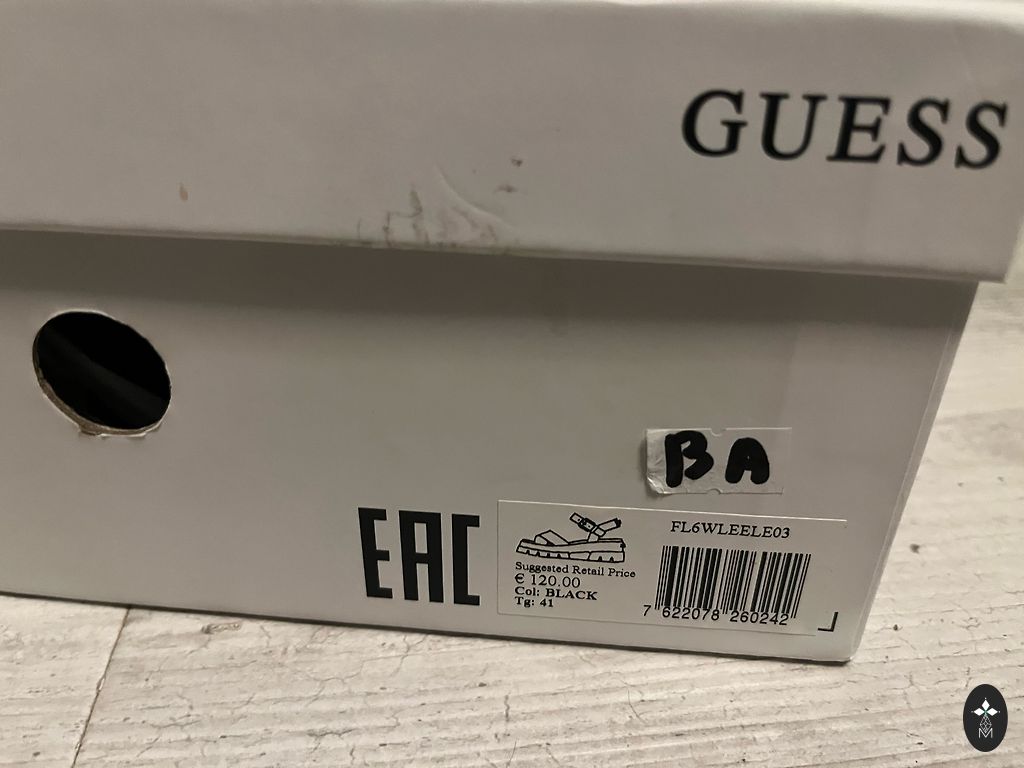 GUESS
BA
EAC
FL6WLEELE03
Suggested Retail Price
€ 120.00
Col: BLACK
Tg: 41
7 622078 260242
M